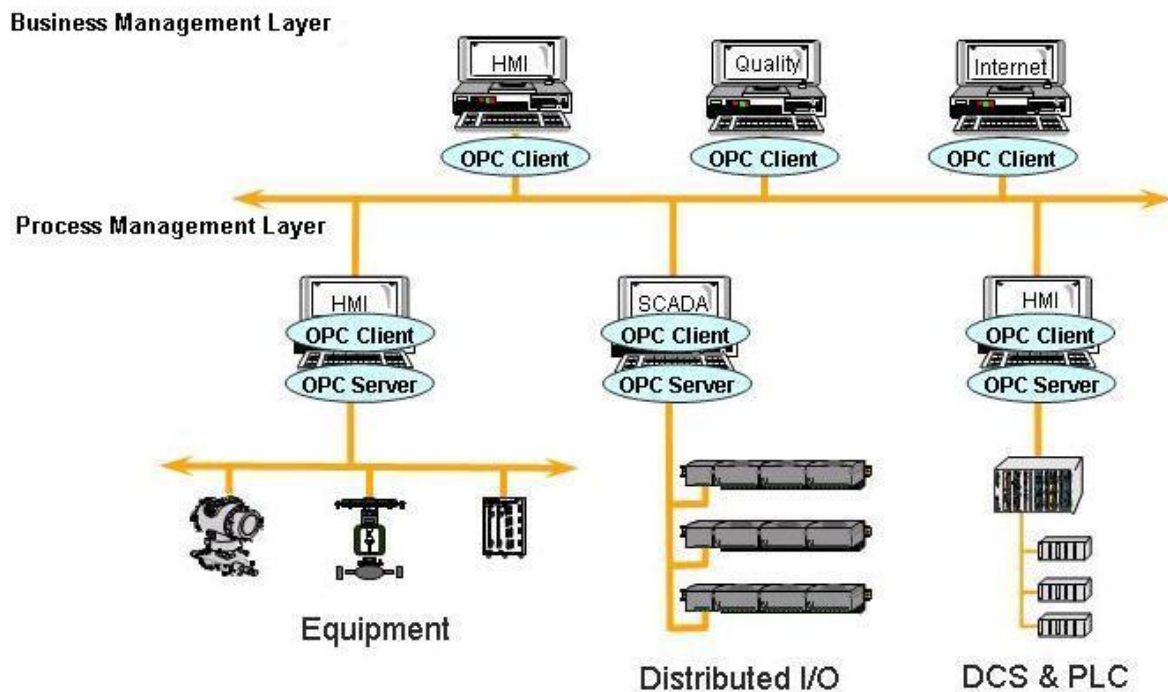 Business Management Layer
HMI
Quality
Internet
OPC Client
OPC Client
OPC Client
Process Management Layer
HMI
SCADA
HMI
OPC Client
OPC Client
OPC Client
OPC Server
OPC Server
OPC Server
Equipment
Distributed I/O
DCS & PLC